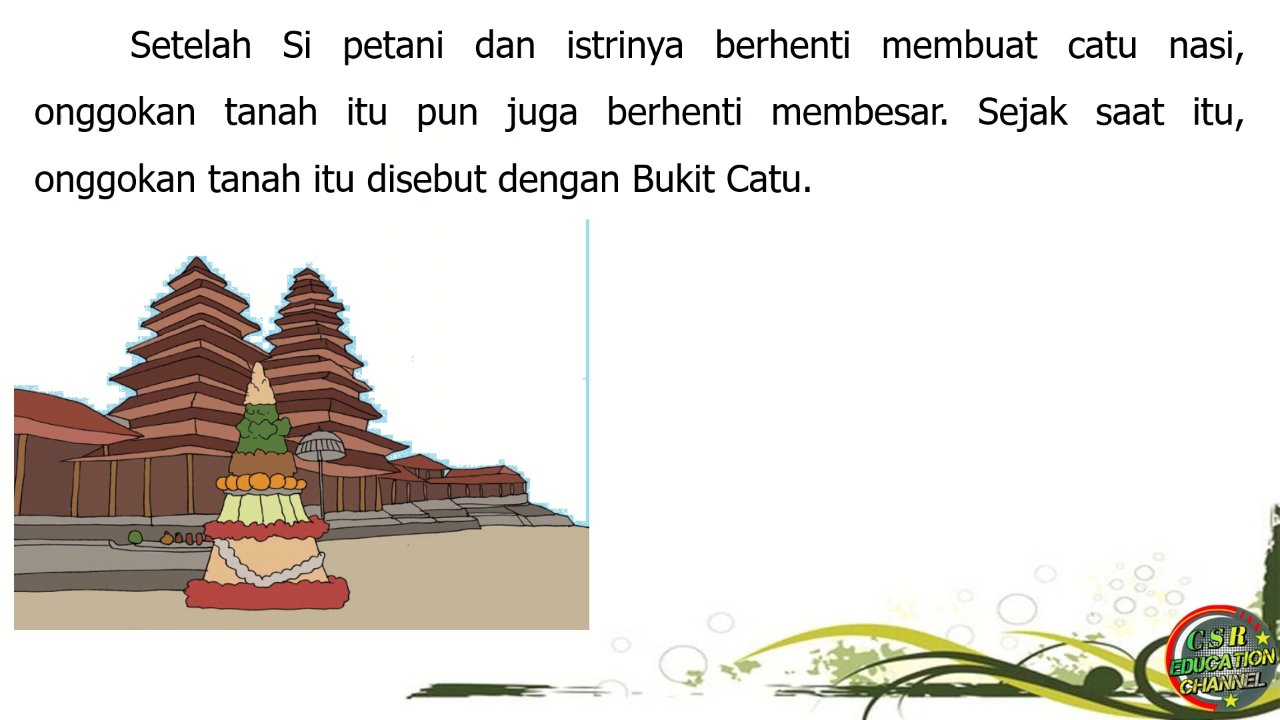 Setelah Si petani dan istrinya berhenti membuat catu nasi,
onggokan tanah itu pun juga berhenti membesar. Sejak saat itu,
onggokan tanah itu disebut dengan Bukit Catu.
CSR
EDUCATION
CHANNEL